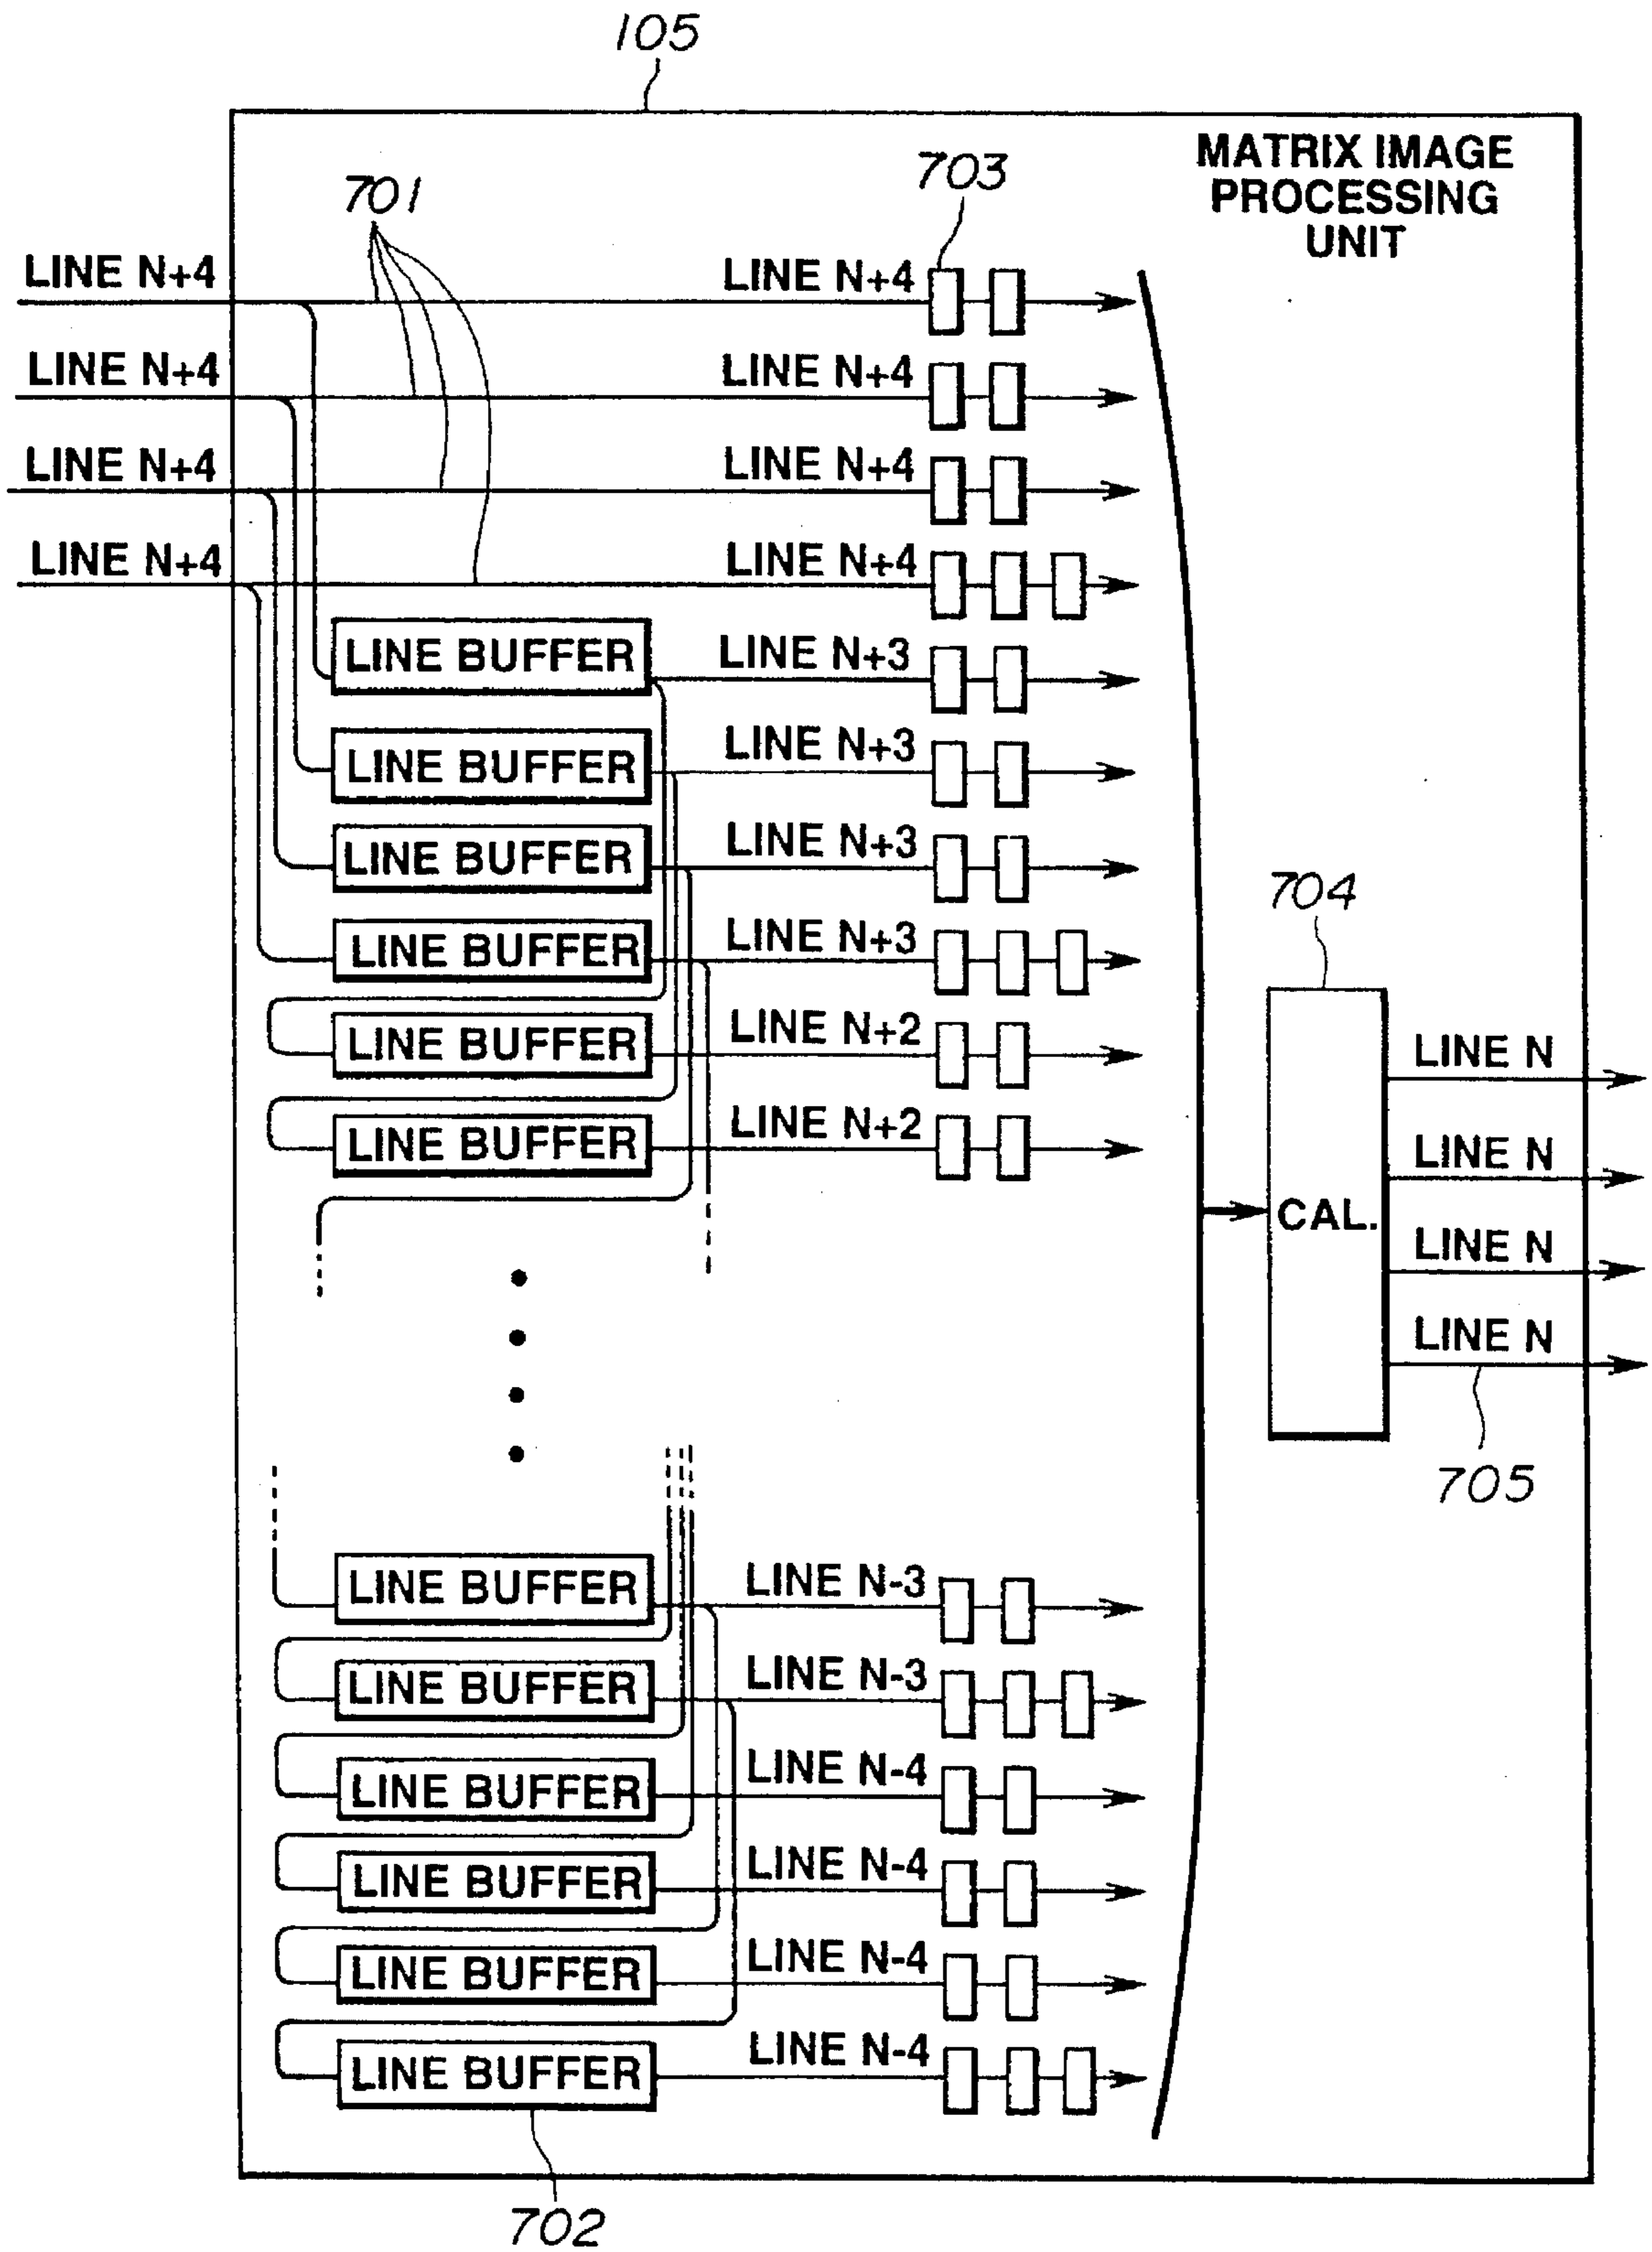 105
MATRIX IMAGE
PROCESSING
UNIT
701
703
LINE N+4 LINE N+4
LINE N+4 LINE N+4
LINE N+4 LINE N+4
LINE N+4 LINE N+4
LINE BUFFER LINE N+3
LINE BUFFER LINE N+3
LINE BUFFER LINE N+3
704
LINE BUFFER LINE N+3
LINE BUFFER LINE N+2
LINE N
LINE BUFFER LINE N+2
LINE N
CAL.
LINE N
LINE N
705
LINE BUFFER LINE N-3
LINE BUFFER LINE N-3
LINE BUFFER LINE N-4
LINE BUFFER LINE N-4
LINE BUFFER LINE N-4
LINE BUFFER LINE N-4
702